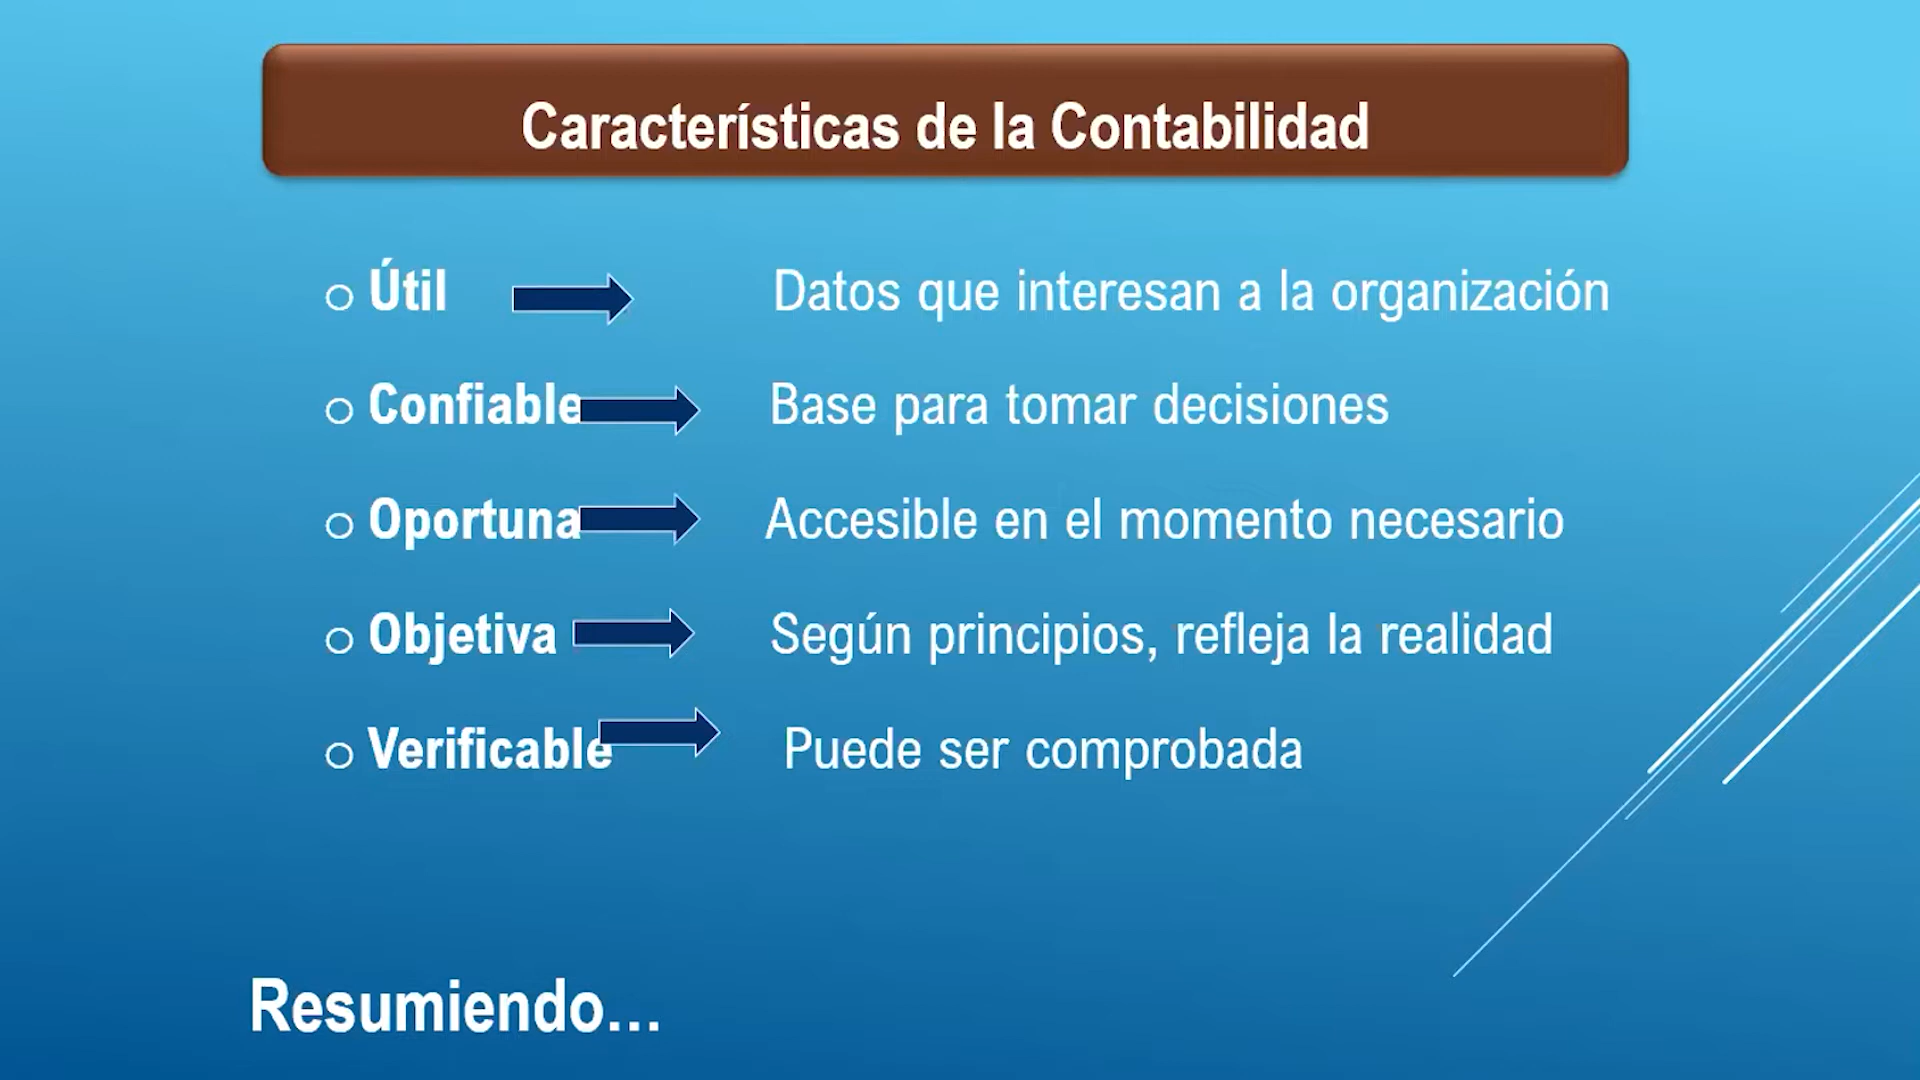 Características de la Contabilidad
Útil Datos que interesan a la organización
Confiable Base para tomar decisiones
Oportuna Accesible en el momento necesario
Objetiva Según principios, refleja la realidad
Verificable Puede ser comprobada
Resumiendo...